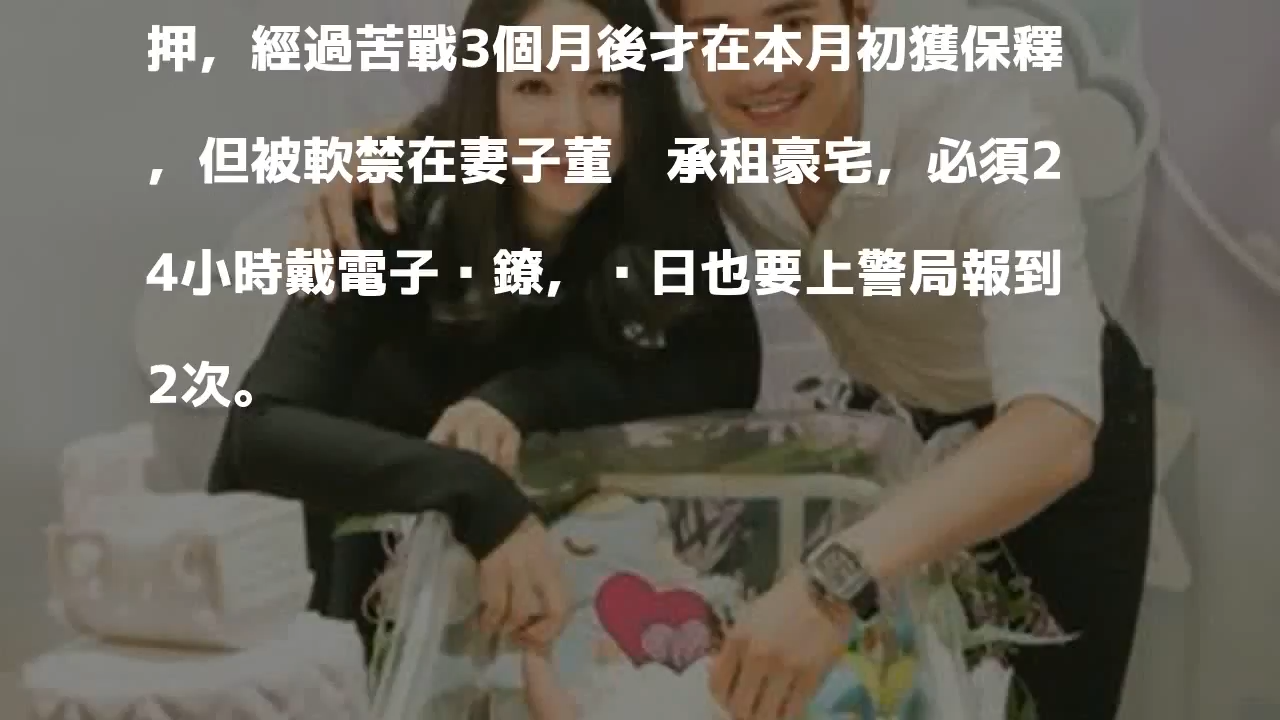 押，經過苦戰3個月後才在本月初獲保釋
，但被軟禁在妻子董　承租豪宅，必須2
4小時戴電子·鐐，·日也要上警局報到
2次。